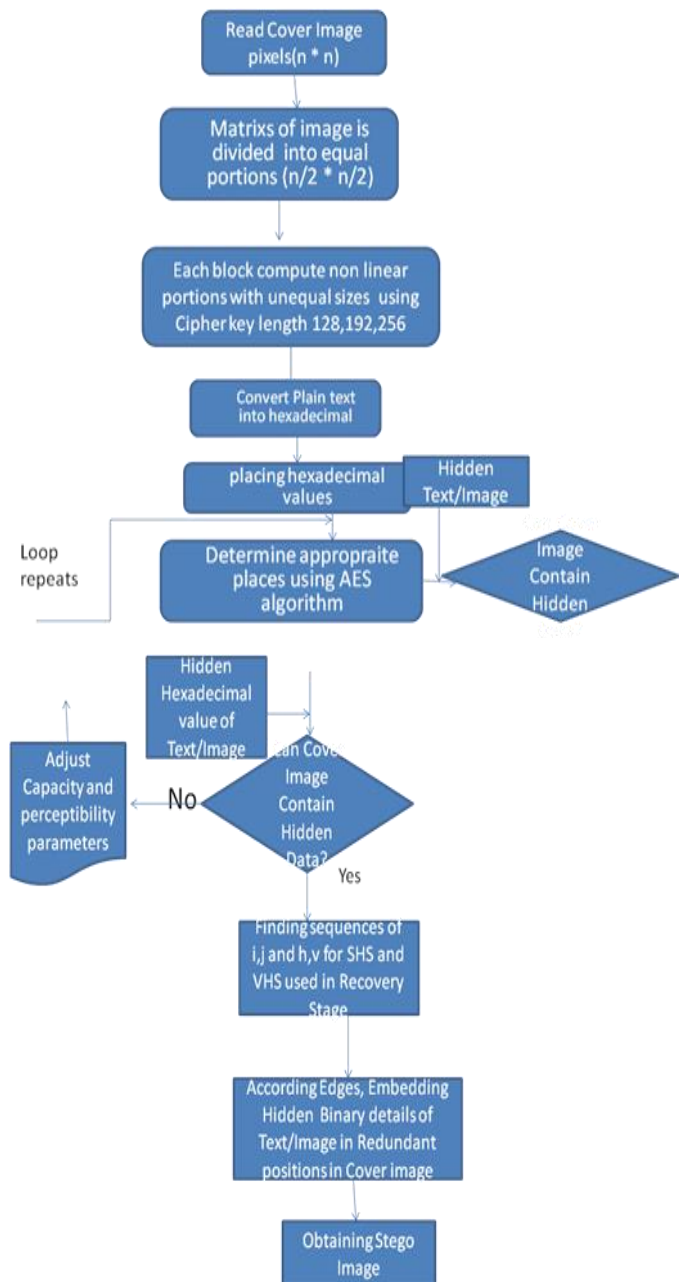 Read Cover Image
pixels(n * n)
Matrixs of image is
divided into equal
portions (n/2 * n/2)
Each block compute non linear
portions with unequal sizes using
Cipher key length 128,192,256
Convert Plain text
into hexadecimal
placing hexadecimal
values
Hidden
Text/Image
Loop
repeats
Determine appropraite
places using AES
algorithm
Image
Contain
Hidden
Hidden
Hexadecimal
value of
Text/Image
Adjust
Capacity and
perceptibility
parameters
No
Can Cover
Image
Contain
Hidden
Data?
Yes
Finding sequences of
i,j and h,v for SHS and
VHS used in Recovery
Stage
According Edges, Embedding
Hidden Binary details of
Text/Image in Redundant
positions in Cover image
Obtaining Stego
Image